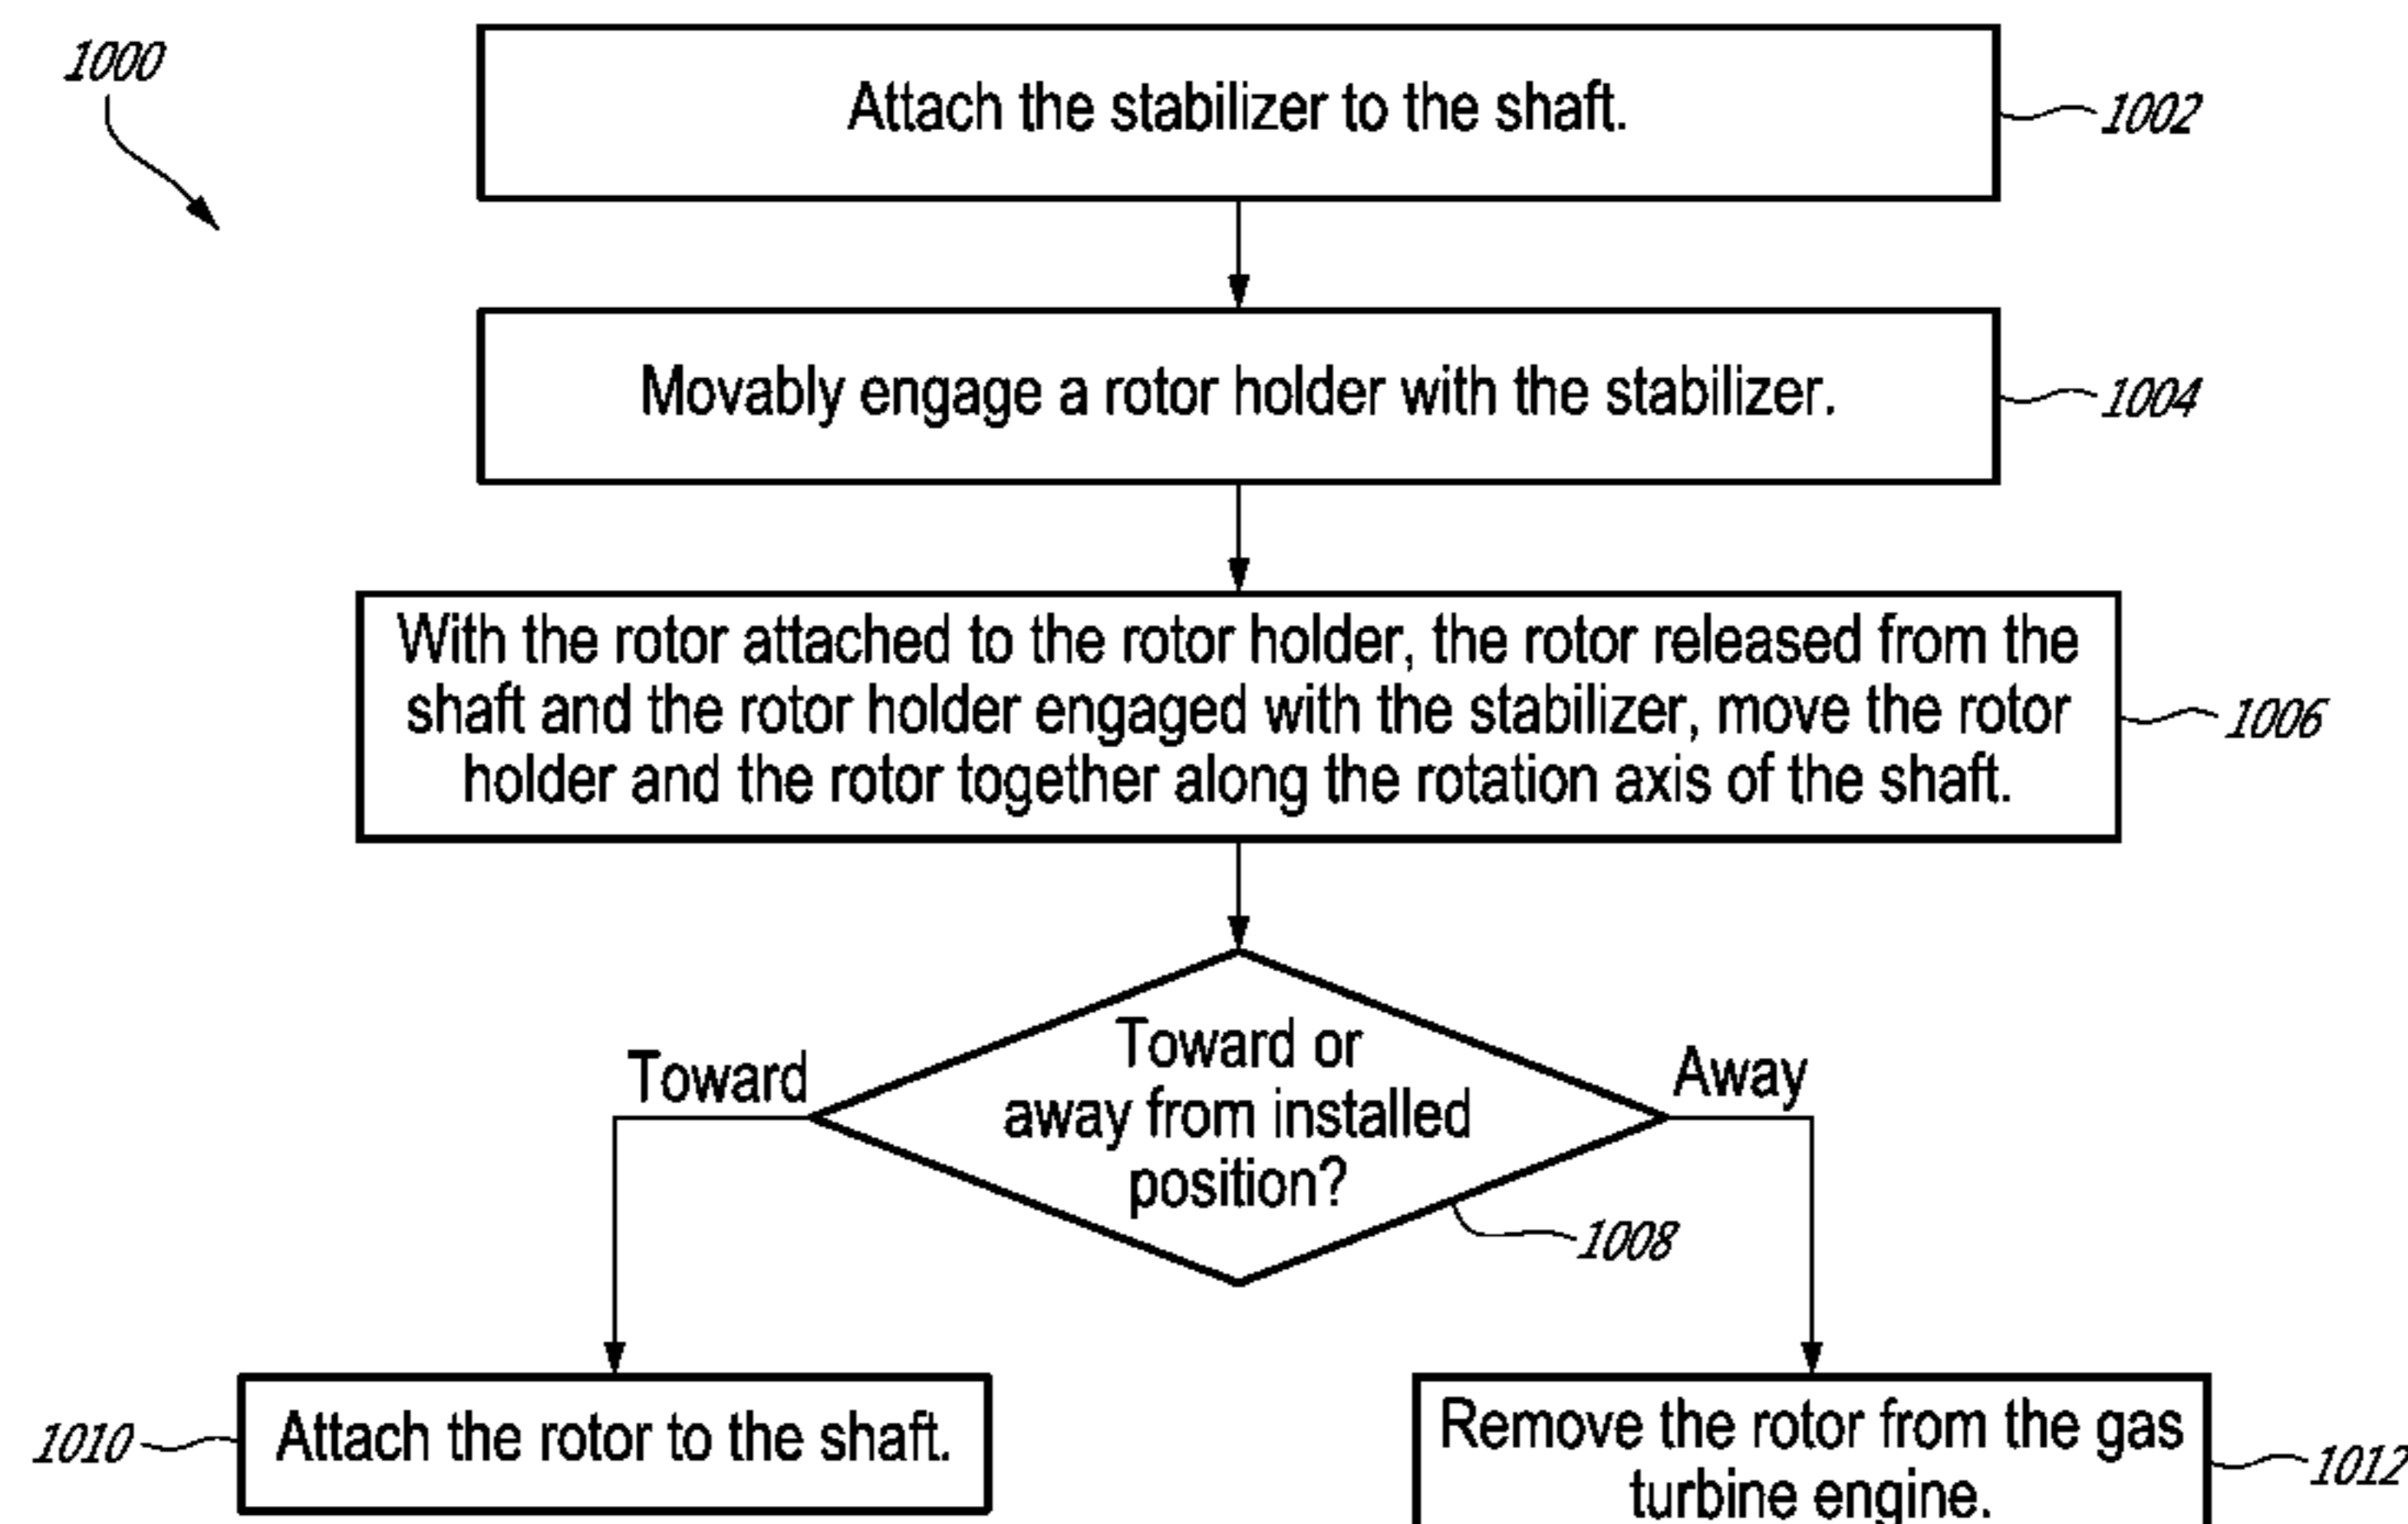 1000
Attach the stabilizer to the shaft.
1002
Movably engage a rotor holder with the stabilizer.
1004
With the rotor attached to the rotor holder, the rotor released from the
shaft and the rotor holder engaged with the stabilizer, move the rotor
holder and the rotor together along the rotation axis of the shaft.
1006
Toward or
away from installed
position?
1008
Toward
Away
1010
Attach the rotor to the shaft.
Remove the rotor from the gas
turbine engine.
1012